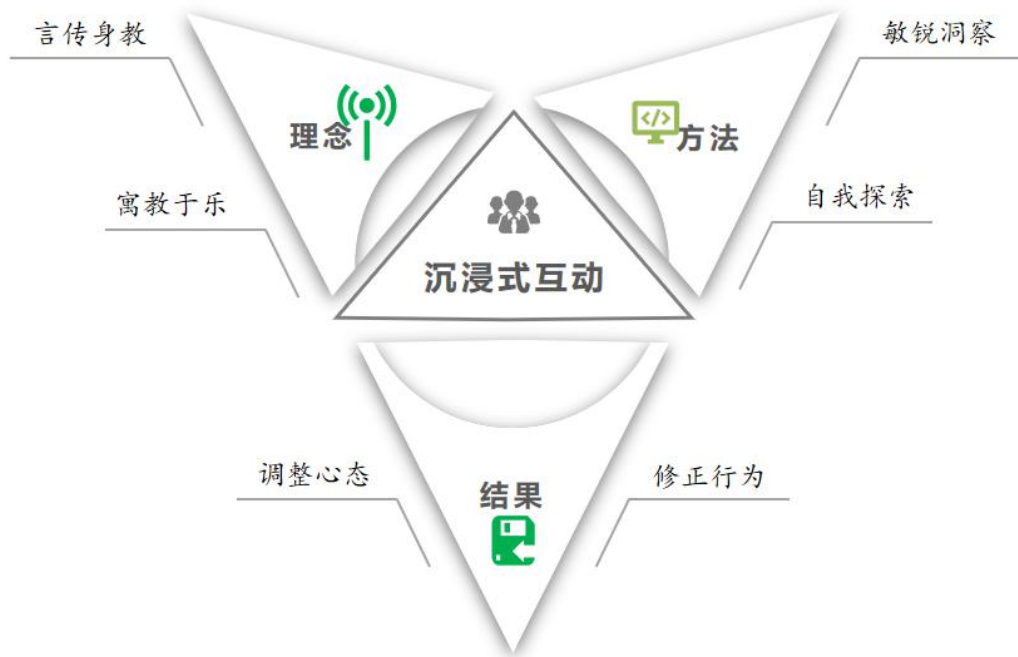 言传身教
敏锐洞察
理念
方法
寓教于乐
自我探索
沉浸式互动
调整心态
修正行为
结果